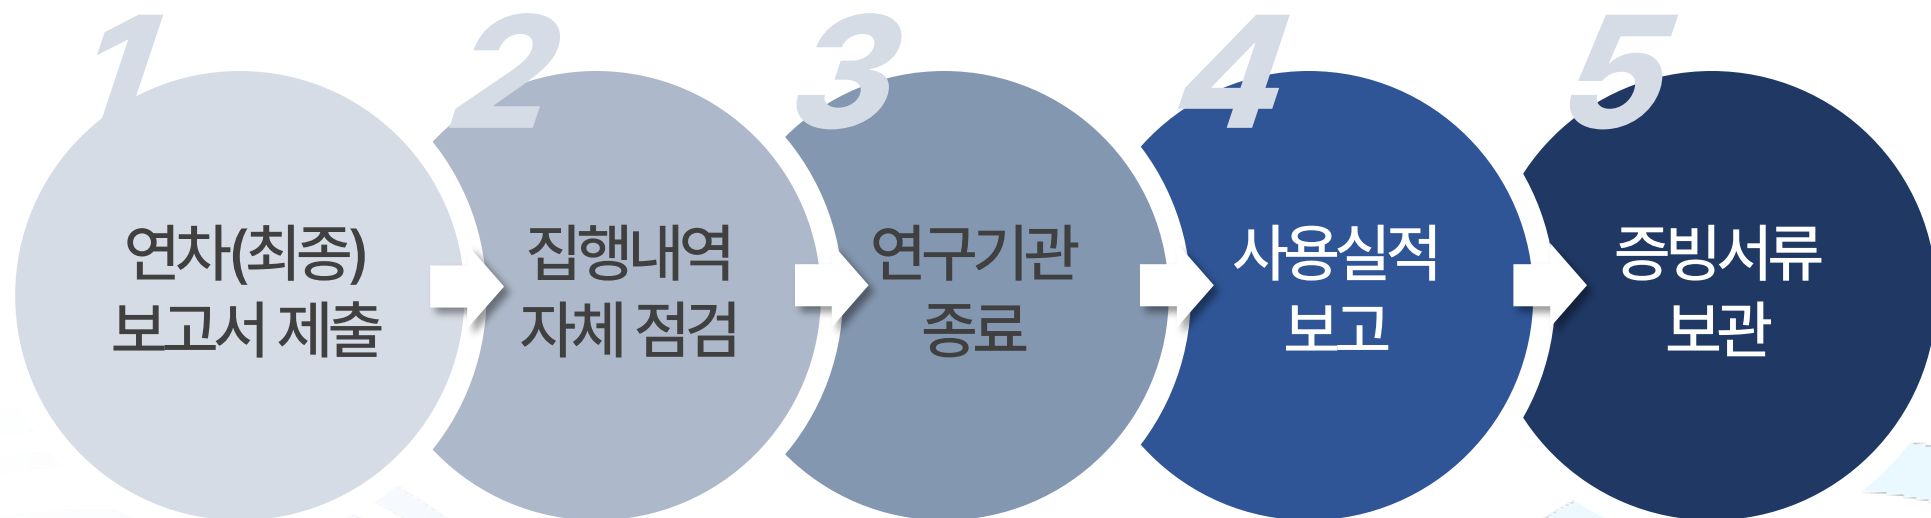 1
연차(최종)
보고서 제출
2
집행내역
자체 점검
3
연구기관
종료
4
사용실적
보고
5
증빙서류
보관